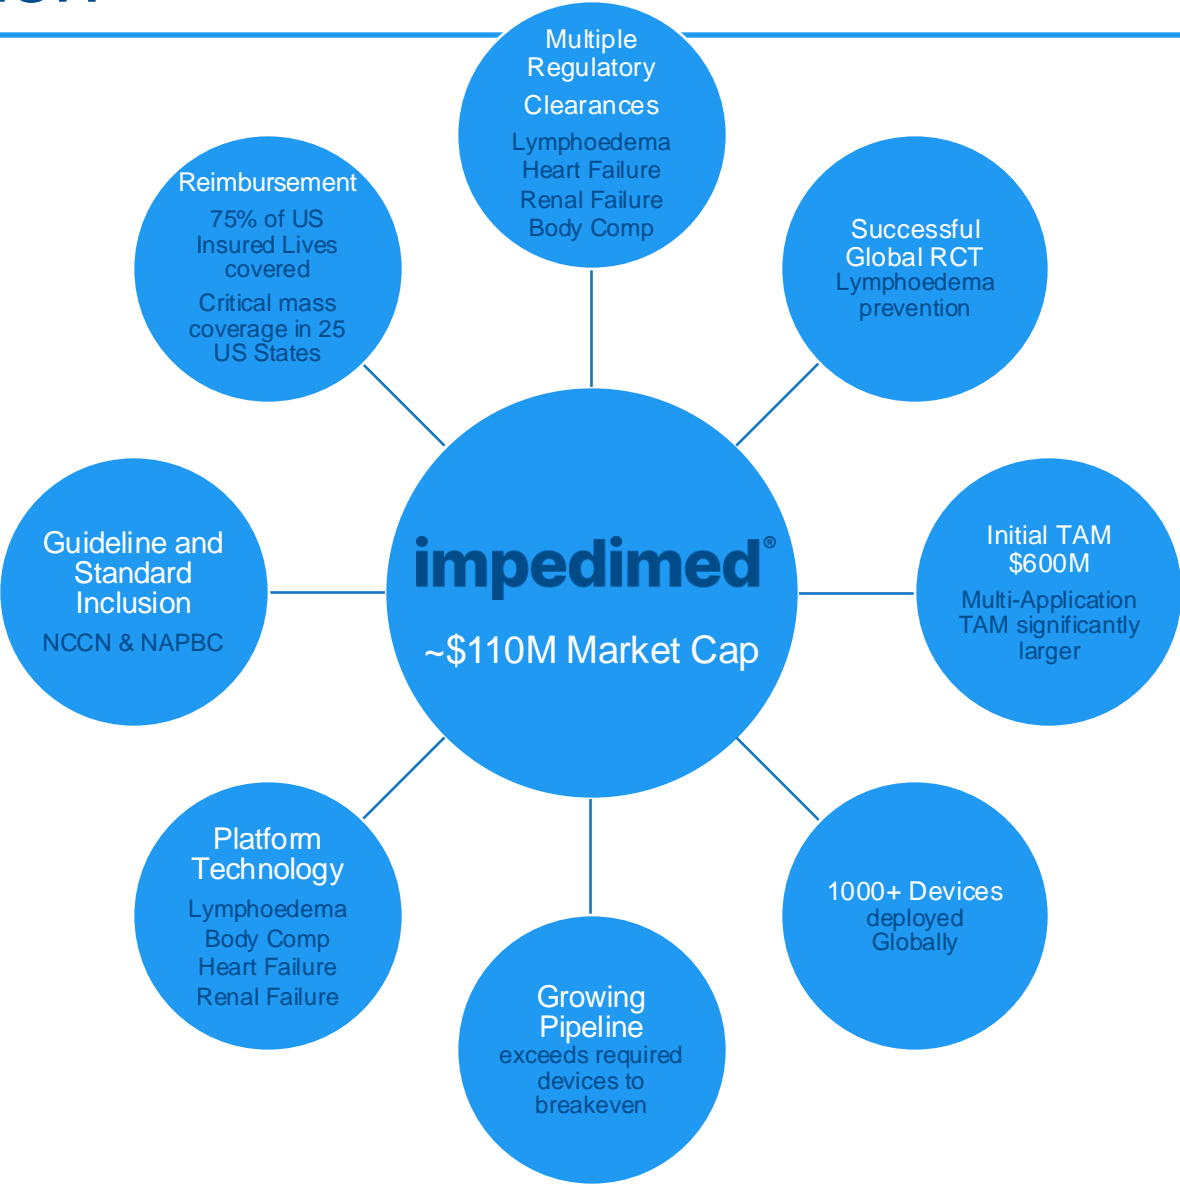 Multiple
Regulatory
Clearances
Lymphoedema
Heart Failure
Renal Failure
Body Comp
Reimbursement
75% of US
Insured Lives
covered
Critical mass
coverage in 25
US States
Successful
Global RCT
Lymphoedema
prevention
Guideline and
Standard
Inclusion
NCCN & NAPBC
impedimed®
~$110M Market Cap
Initial TAM
$600M
Multi-Application
TAM significantly
larger
Platform
Technology
Lymphoedema
Body Comp
Heart Failure
Renal Failure
1000+ Devices
deployed
Globally
Growing
Pipeline
exceeds required
devices to
breakeven